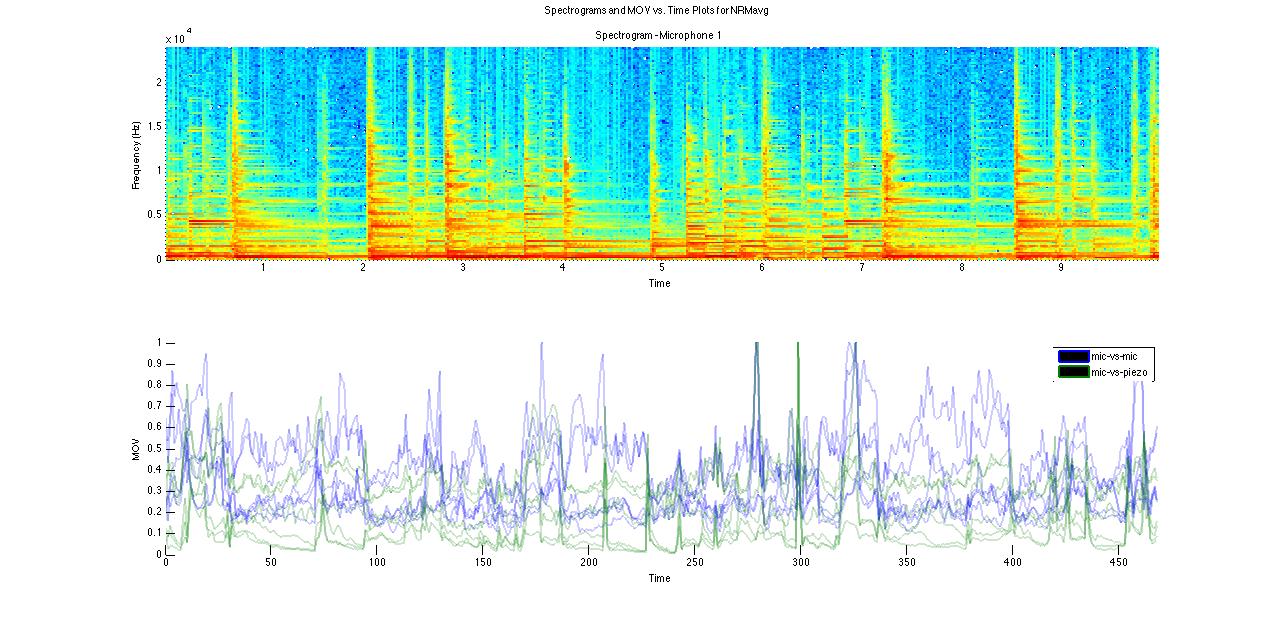 Spectrograms and MOV vs. Time Plots for NRMavg
Spectrogram - Microphone 1
x 10^4
2
1.5
1
0.5
0
Frequency (Hz)
1 2 3 4 5 6 7 8 9
Time
1
0.9
0.8
0.7
0.6
0.5
0.4
0.3
0.2
0.1
0
MOV
mic-vs-mic
mic-vs-piezo
0 50 100 150 200 250 300 350 400 450
Time